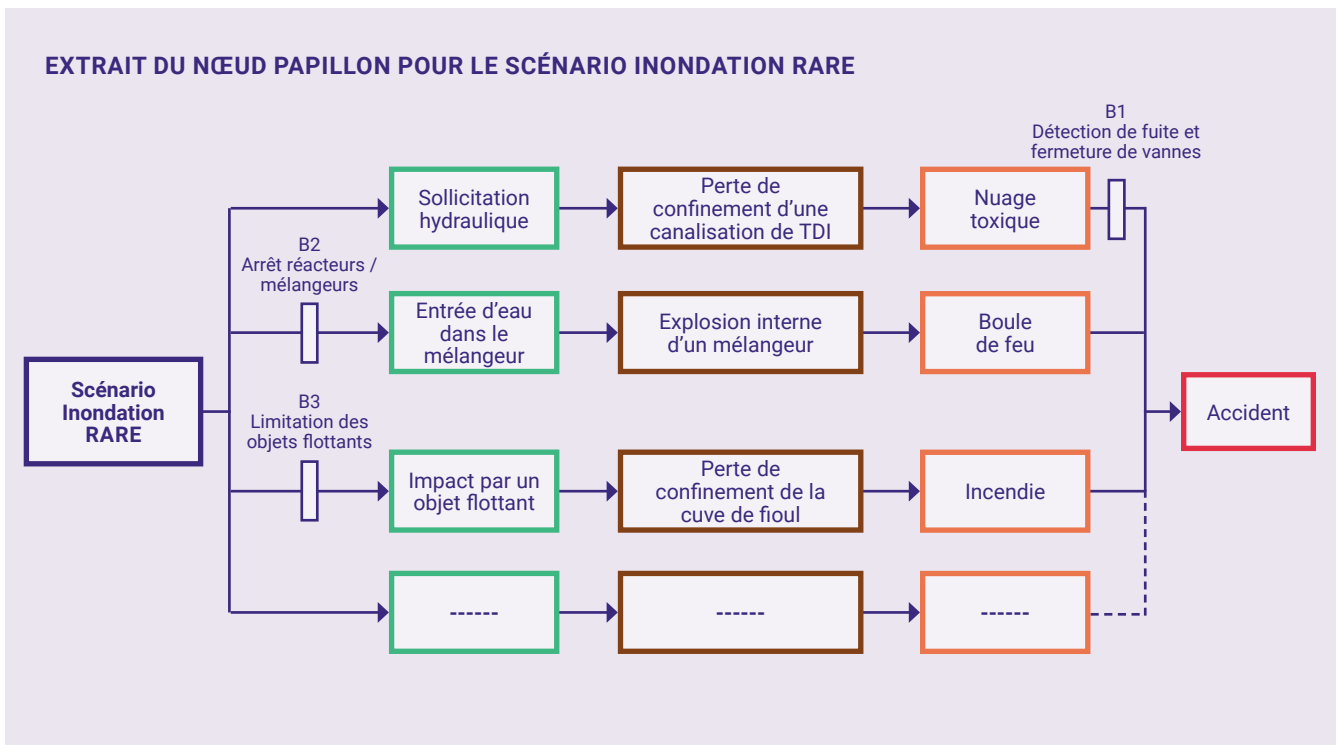 EXTRAIT DU NŒUD PAPILLON POUR LE SCÉNARIO INONDATION RARE
B1
Détection de fuite et
fermeture de vannes
Sollicitation
hydraulique
Perte de
confinement d’une
canalisation de TDI
Nuage
toxique
B2
Arrêt réacteurs /
mélangeurs
Entrée d’eau
dans le
mélangeur
Explosion interne
d’un mélangeur
Boule
de feu
Scénario
Inondation
RARE
B3
Limitation des
objets flottants
Accident
Impact par un
objet flottant
Perte de
confinement de la
cuve de fioul
Incendie
------
------
------